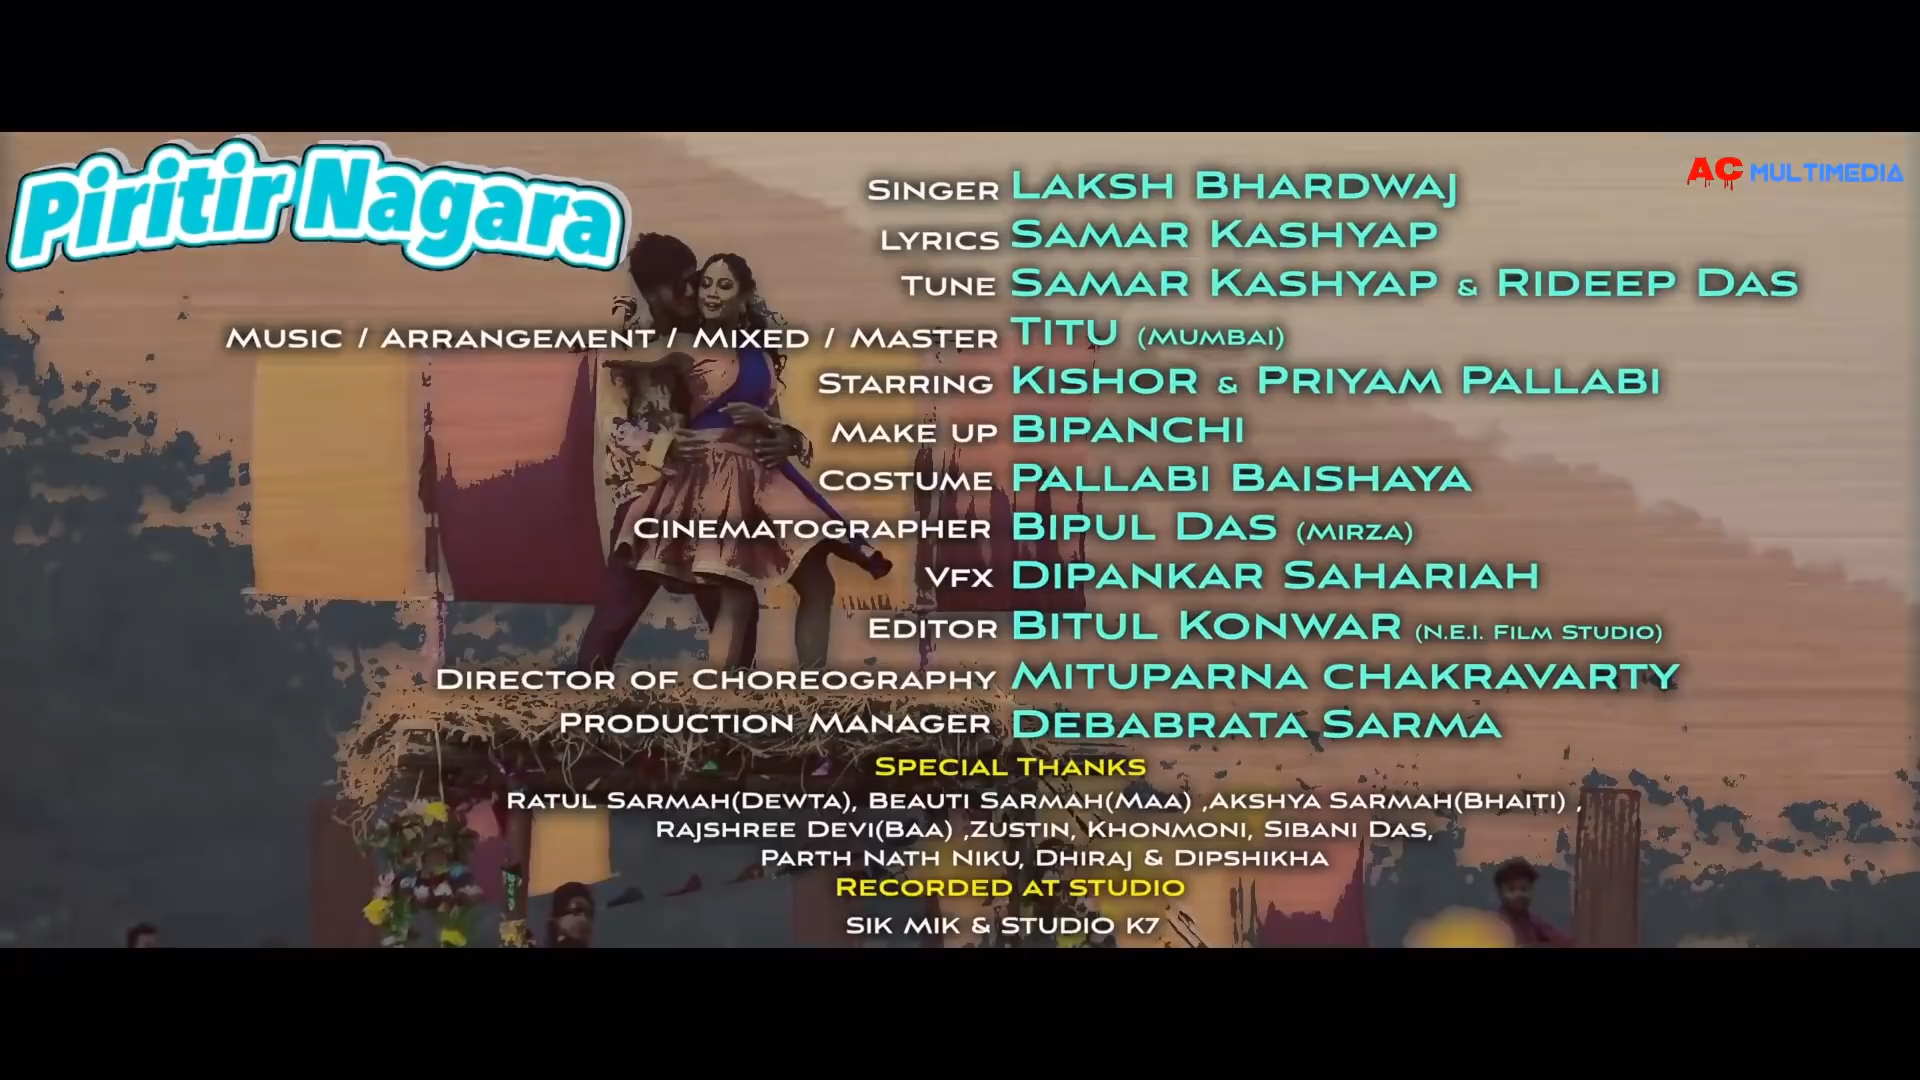 Piritir Nagara
AC MULTIMEDIA
SINGER LAKSH BHARDWAJ
LYRICS SAMAR KASHYAP
TUNE SAMAR KASHYAP & RIDEEP DAS
MUSIC / ARRANGEMENT / MIXED / MASTER TITU (MUMBAI)
STARRING KISHOR & PRIYAM PALLABI
MAKE UP BIPANCHI
COSTUME PALLABI BAISHAYA
CINEMATOGRAPHER BIPUL DAS (MIRZA)
VFX DIPANKAR SAHARIAH
EDITOR BITUL KONWAR (N.E.I. FILM STUDIO)
DIRECTOR OF CHOREOGRAPHY MITUPARNA CHAKRAVARTY
PRODUCTION MANAGER DEBABRATA SARMA
SPECIAL THANKS
RATUL SARMAH(DEWTA), BEAUTI SARMAH(MAA) ,AKSHYA SARMAH(BHAITI) ,
RAJSHREE DEVI(BAA) ,ZUSTIN, KHONMONI, SIBANI DAS,
PARTH NATH NIKU, DHIRAJ & DIPSHIKHA
RECORDED AT STUDIO
SIK MIK & STUDIO K7